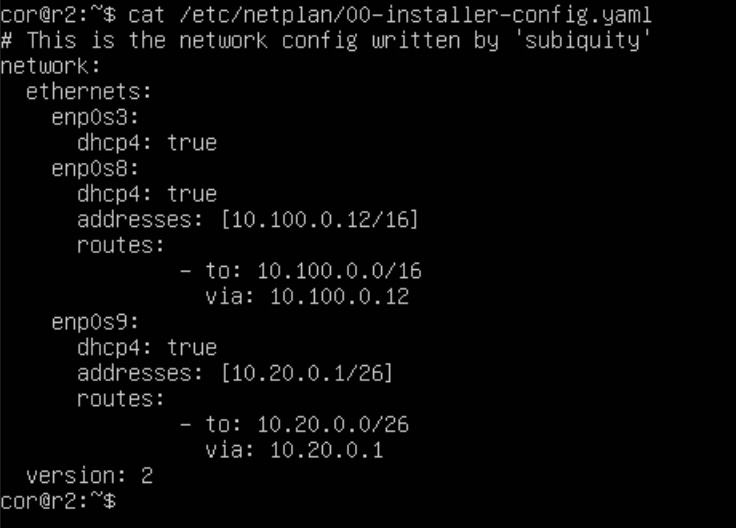 cor@r2:~$ cat /etc/netplan/00-installer-config.yaml
# This is the network config written by 'subiquity'
network:
  ethernets:
    enp0s3:
      dhcp4: true
    enp0s8:
      dhcp4: true
      addresses: [10.100.0.12/16]
      routes:
              - to: 10.100.0.0/16
                via: 10.100.0.12
    enp0s9:
      dhcp4: true
      addresses: [10.20.0.1/26]
      routes:
              - to: 10.20.0.0/26
                via: 10.20.0.1
  version: 2
cor@r2:~$